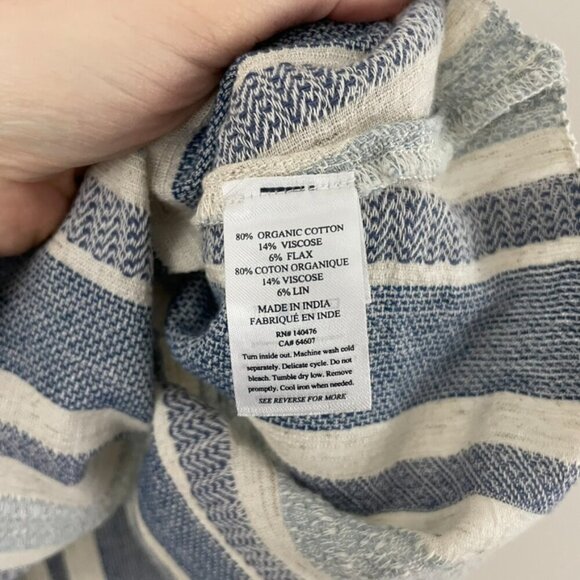 80% ORGANIC COTTON
14% VISCOSE
6% FLAX
80% COTON ORGANIQUE
14% VISCOSE
6% LIN
MADE IN INDIA
FABRIQUÉ EN INDE
RN# 140476
CA# 64607
Turn inside out. Machine wash cold
separately. Delicate cycle. Do not
bleach. Tumble dry low. Remove
promptly. Cool iron when needed.
SEE REVERSE FOR MORE